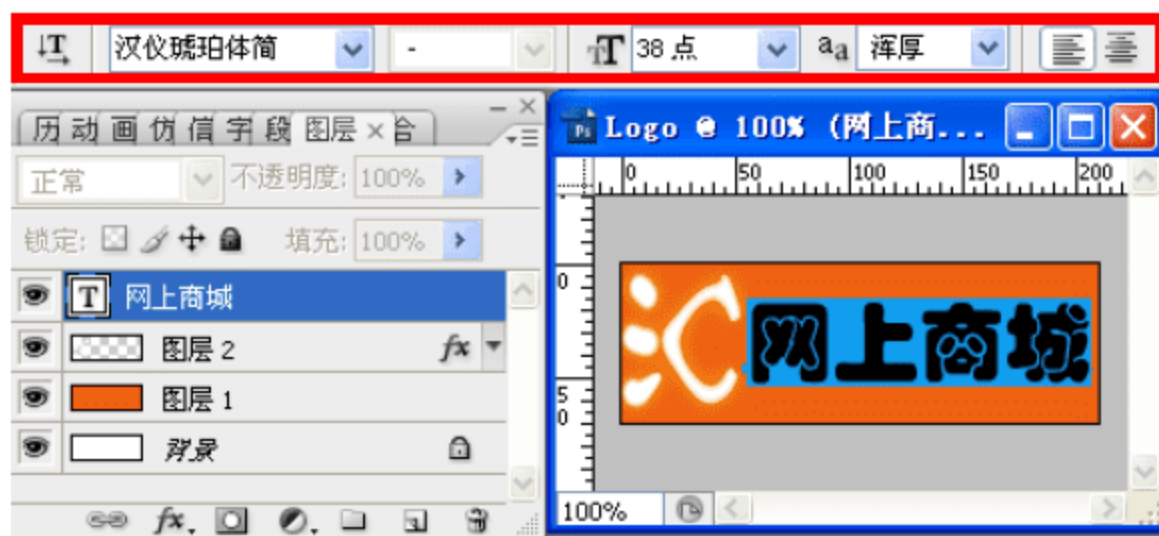 T 汉仪琥珀体简 - T 38 点 aa 浑厚
历 动 画 仿 信 字 段 图层 × 合
正常 不透明度: 100%
锁定: 填充: 100%
T 网上商城
图层 2 fx
图层 1
背景
fx.
Ps Logo @ 100% (网上商...
0 50 100 150 200
0
5
0
网上商城
100%